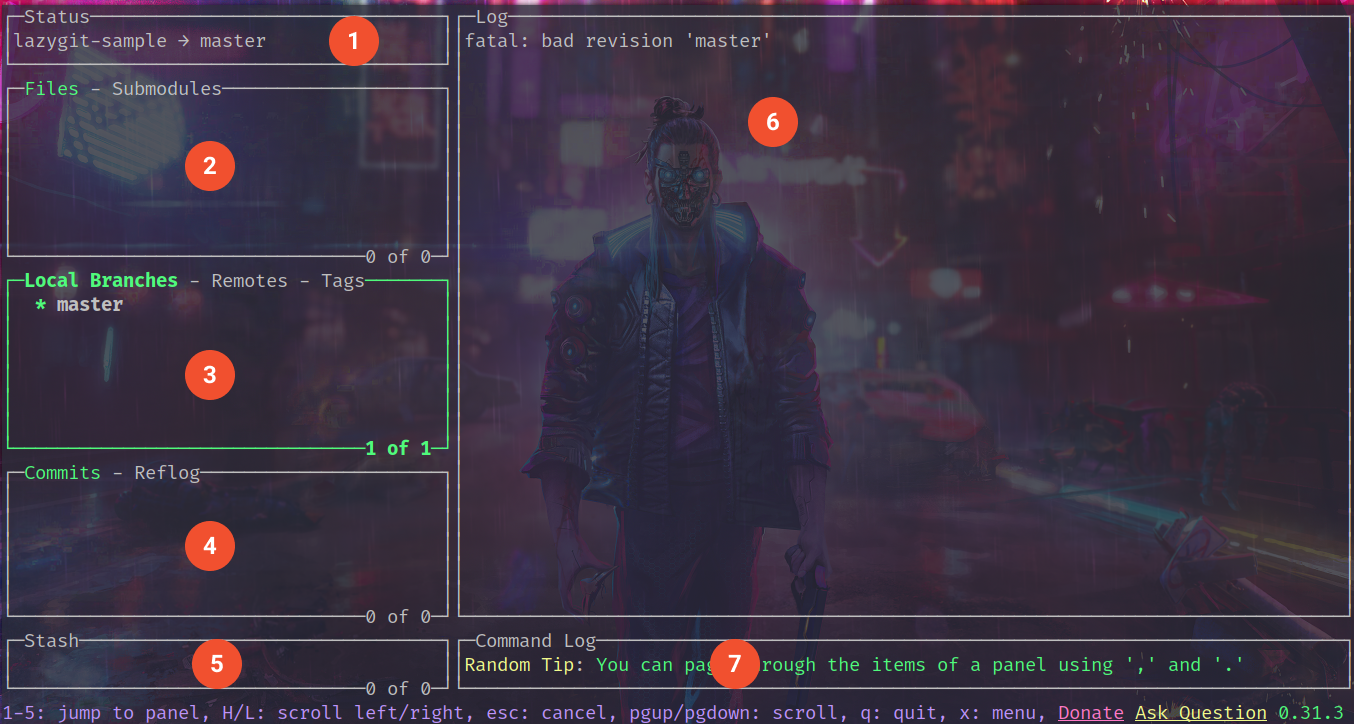 Status
lazygit-sample → master
1
Files - Submodules
2
0 of 0
Local Branches - Remotes - Tags
* master
3
1 of 1
Commits - Reflog
4
0 of 0
Stash
5
0 of 0
Log
fatal: bad revision 'master'
6
Command Log
Random Tip: You can pag rough the items of a panel using ',' and '.'
7
1-5: jump to panel, H/L: scroll left/right, esc: cancel, pgup/pgdown: scroll, q: quit, x: menu, Donate Ask Question 0.31.3